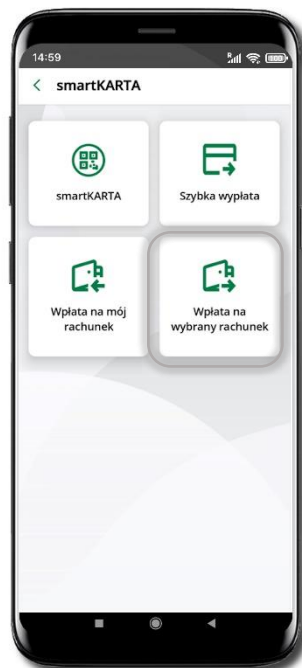 14:59
smartKARTA
smartKARTA
Szybka wypłata
Wpłata na mój
rachunek
Wpłata na
wybrany rachunek